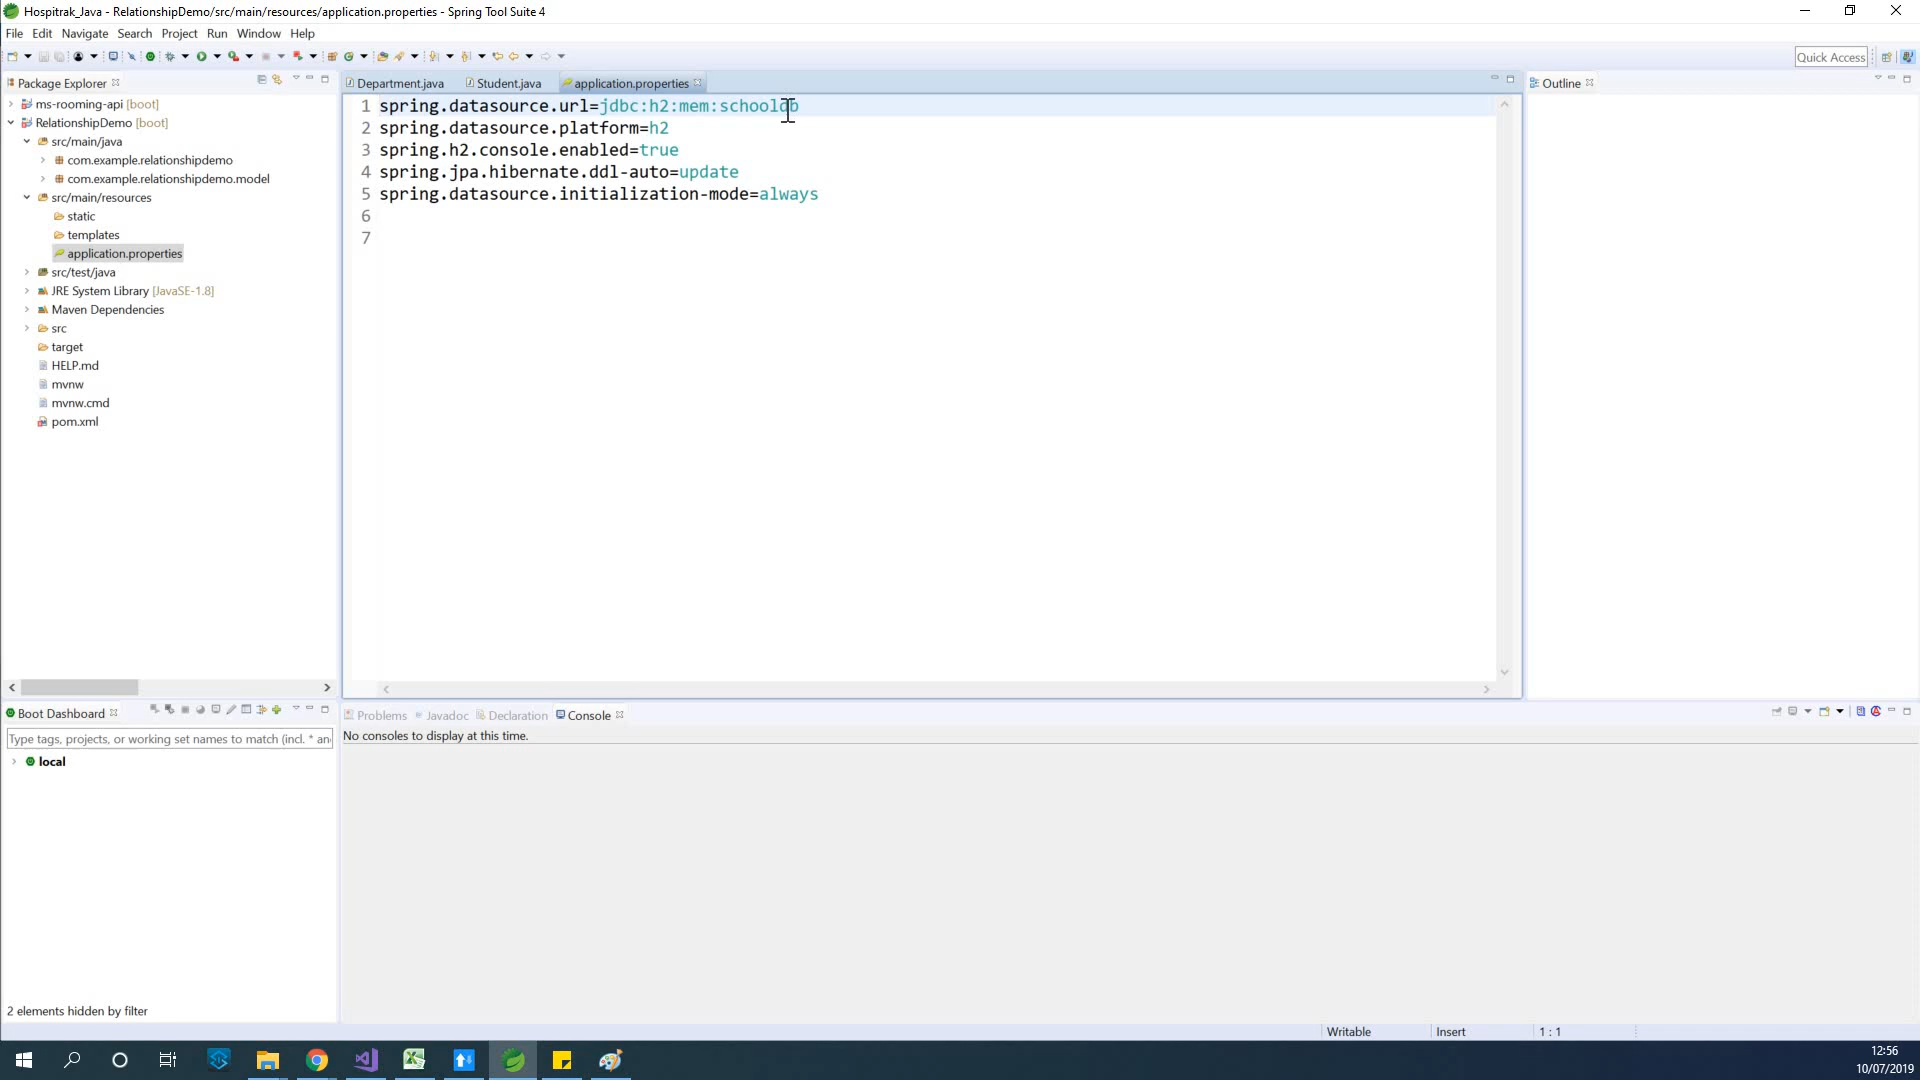 Hospitrak_Java - RelationshipDemo/src/main/resources/application.properties - Spring Tool Suite 4
File Edit Navigate Search Project Run Window Help
Quick Access
Package Explorer
ms-rooming-api [boot]
RelationshipDemo [boot]
src/main/java
com.example.relationshipdemo
com.example.relationshipdemo.model
src/main/resources
static
templates
application.properties
src/test/java
JRE System Library [JavaSE-1.8]
Maven Dependencies
src
target
HELP.md
mvnw
mvnw.cmd
pom.xml
Department.java Student.java application.properties
1 spring.datasource.url=jdbc:h2:mem:schooldb
2 spring.datasource.platform=h2
3 spring.h2.console.enabled=true
4 spring.jpa.hibernate.ddl-auto=update
5 spring.datasource.initialization-mode=always
6
7
Outline
Boot Dashboard
Type tags, projects, or working set names to match (incl. * an
local
2 elements hidden by filter
Problems Javadoc Declaration Console
No consoles to display at this time.
Writable Insert 1 : 1
12:56
10/07/2019